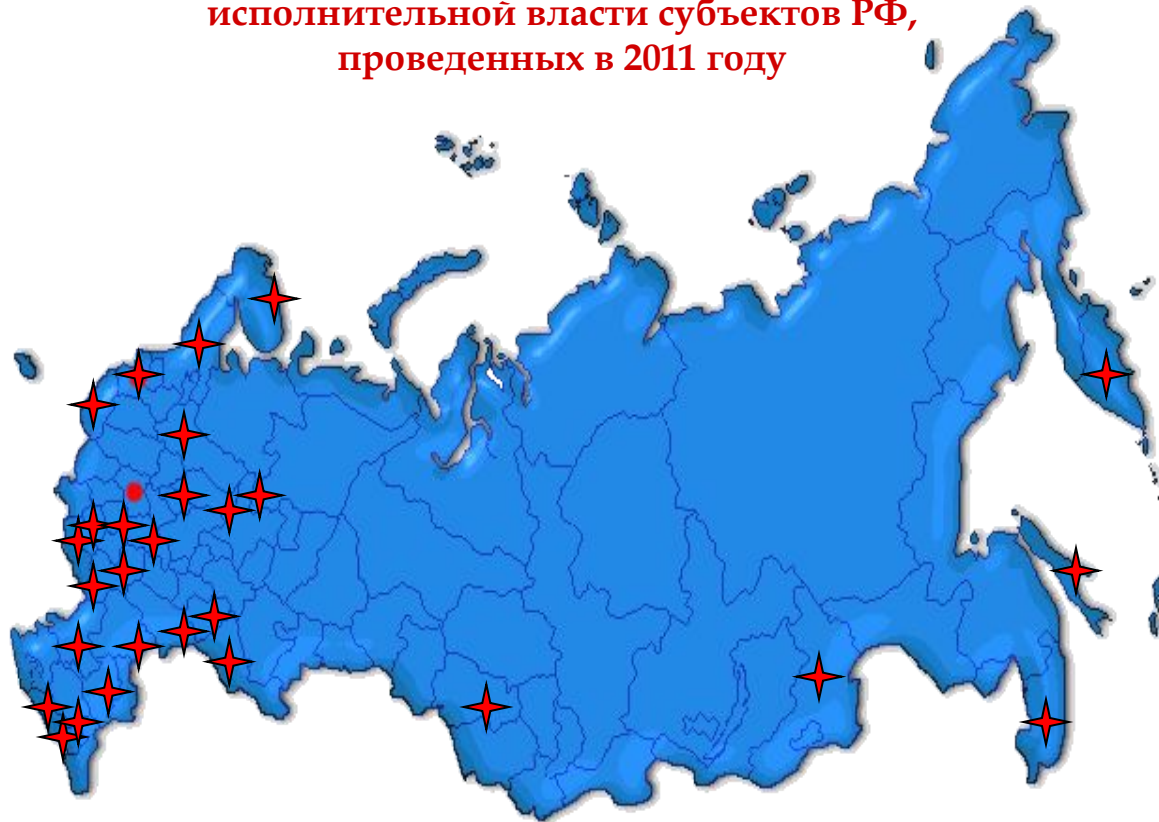 исполнительной власти субъектов РФ,
проведенных в 2011 году